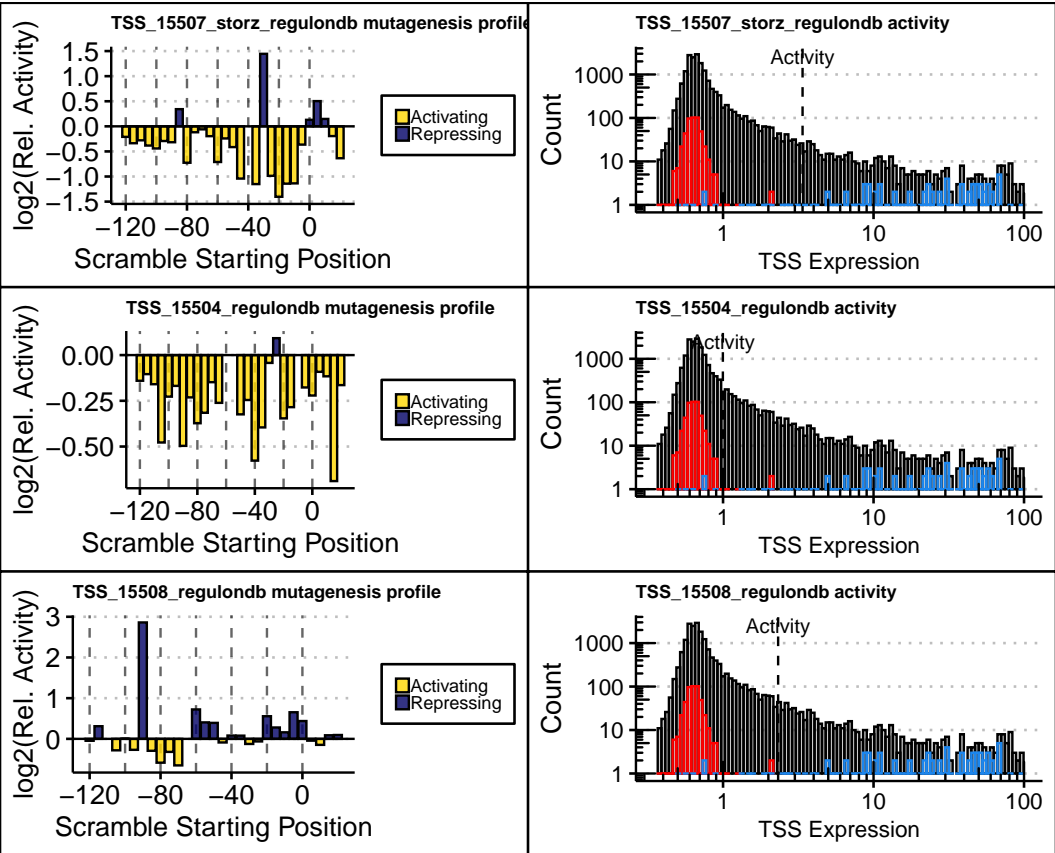 TSS_15507_storz_regulondb mutagenesis profile
log2(Rel. Activity)
1.5
1.0
0.5
0.0
−0.5
−1.0
−1.5
−120 −80 −40 0
Scramble Starting Position
Activating
Repressing
TSS_15507_storz_regulondb activity
Activity
Count
1000
100
10
1
1 10 100
TSS Expression
TSS_15504_regulondb mutagenesis profile
log2(Rel. Activity)
0.00
−0.25
−0.50
−120 −80 −40 0
Scramble Starting Position
Activating
Repressing
TSS_15504_regulondb activity
Activity
Count
1000
100
10
1
1 10 100
TSS Expression
TSS_15508_regulondb mutagenesis profile
log2(Rel. Activity)
3
2
1
0
−120 −80 −40 0
Scramble Starting Position
Activating
Repressing
TSS_15508_regulondb activity
Activity
Count
1000
100
10
1
1 10 100
TSS Expression